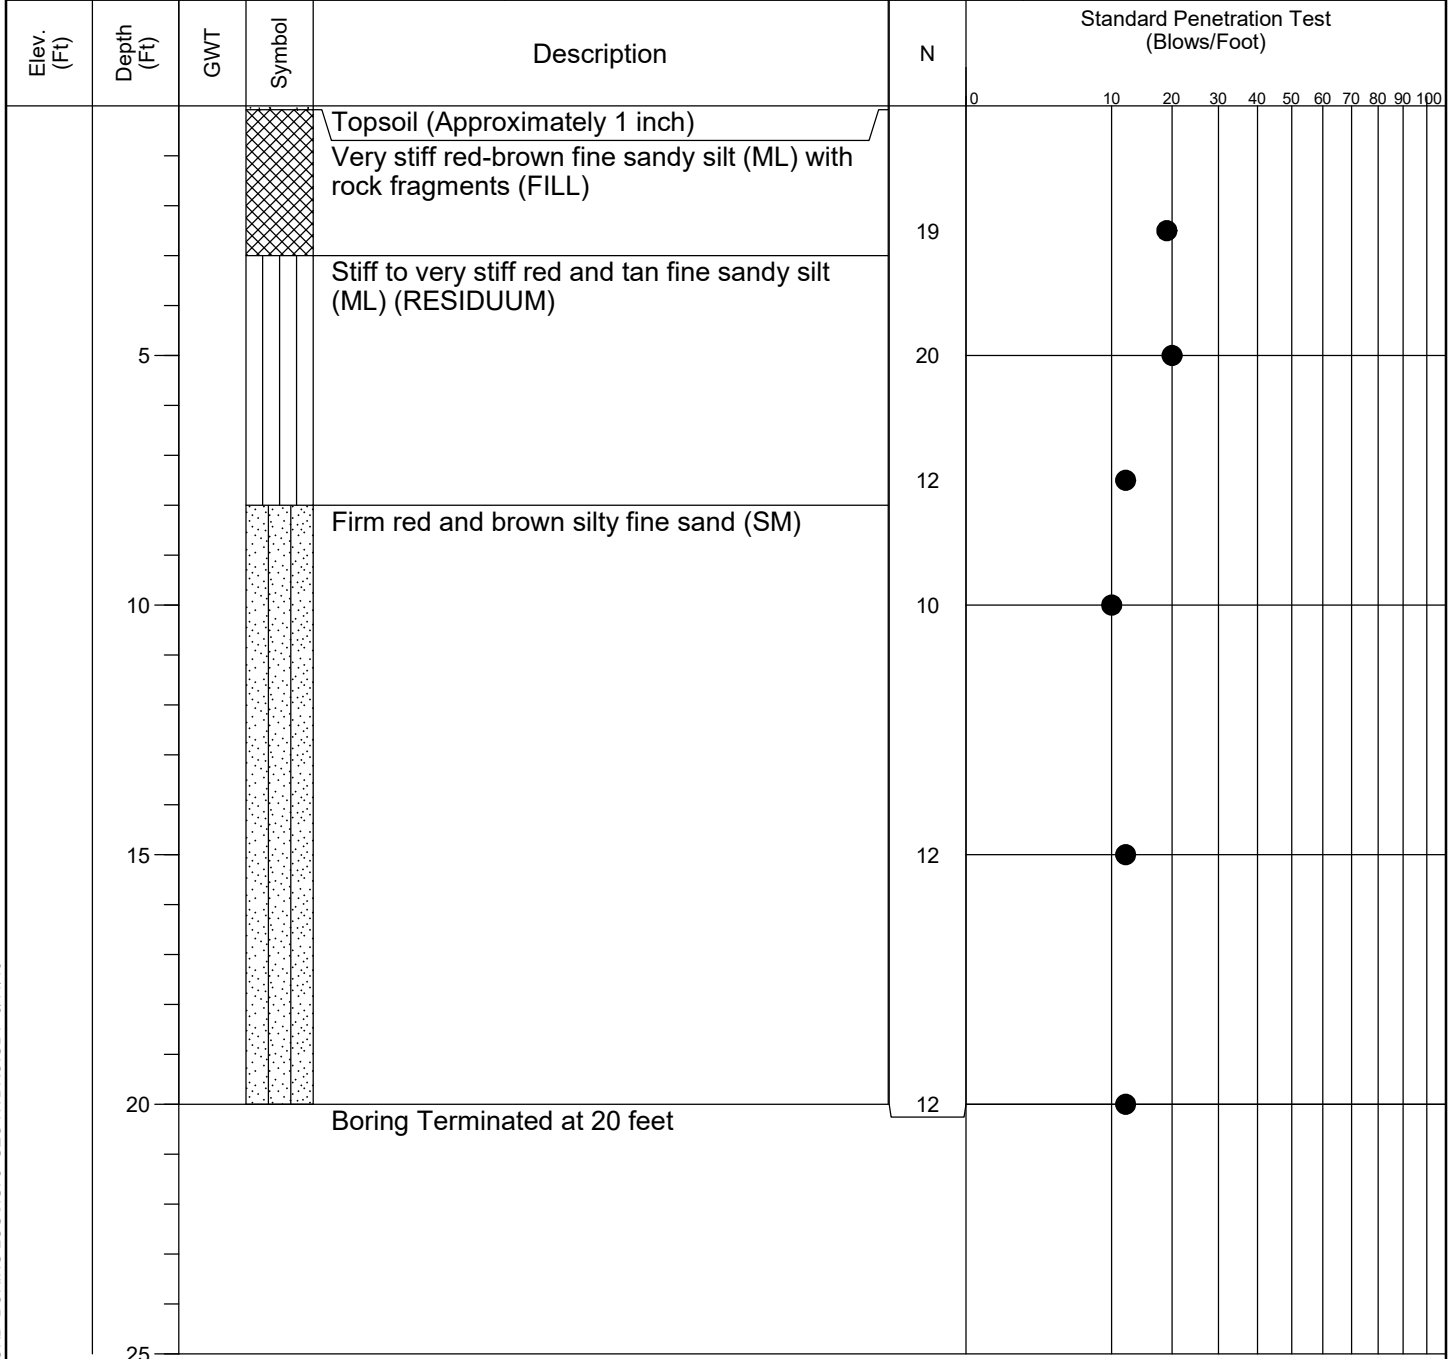 Elev.
(Ft)
Depth
(Ft)
GWT
Symbol
Description
N
Standard Penetration Test
(Blows/Foot)
0 10 20 30 40 50 60 70 80 90 100
Topsoil (Approximately 1 inch)
Very stiff red-brown fine sandy silt (ML) with
rock fragments (FILL)
19
Stiff to very stiff red and tan fine sandy silt
(ML) (RESIDUUM)
5
20
12
Firm red and brown silty fine sand (SM)
10
10
15
12
20
12
Boring Terminated at 20 feet
25